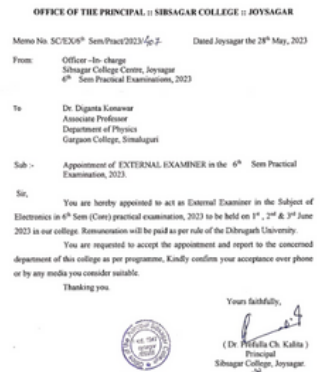 OFFICE OF THE PRINCIPAL :: SIBSAGAR COLLEGE :: JOYSAGAR
Memo No. SC/EX/6th Sem/Pract/2023/
Dated Joysagar the 28th May, 2023
From:
Officer -In- charge
Sibsagar College Centre, Joysagar
6th Sem Practical Examinations, 2023
To
Dr. Diganta Konawar
Associate Professor
Department of Physics
Gargaon College, Simaluguri
Sub :-
Appointment of EXTERNAL EXAMINER in the 6th Sem Practical
Examination, 2023.
Sir,
You are hereby appointed to act as External Examiner in the Subject of
Electronics in 6th Sem (Core) practical examination, 2023 to be held on 1st , 2nd & 3rd June
2023 in our college. Remuneration will be paid as per rule of the Dibrugarh University.
You are requested to accept the appointment and report to the concerned
department of this college as per programme, Kindly confirm your acceptance over phone
or by any media you consider suitable.
Thanking you.
Yours faithfully,
( Dr. Profulla Ch. Kalita )
Principal
Sibsagar College, Joysagar.